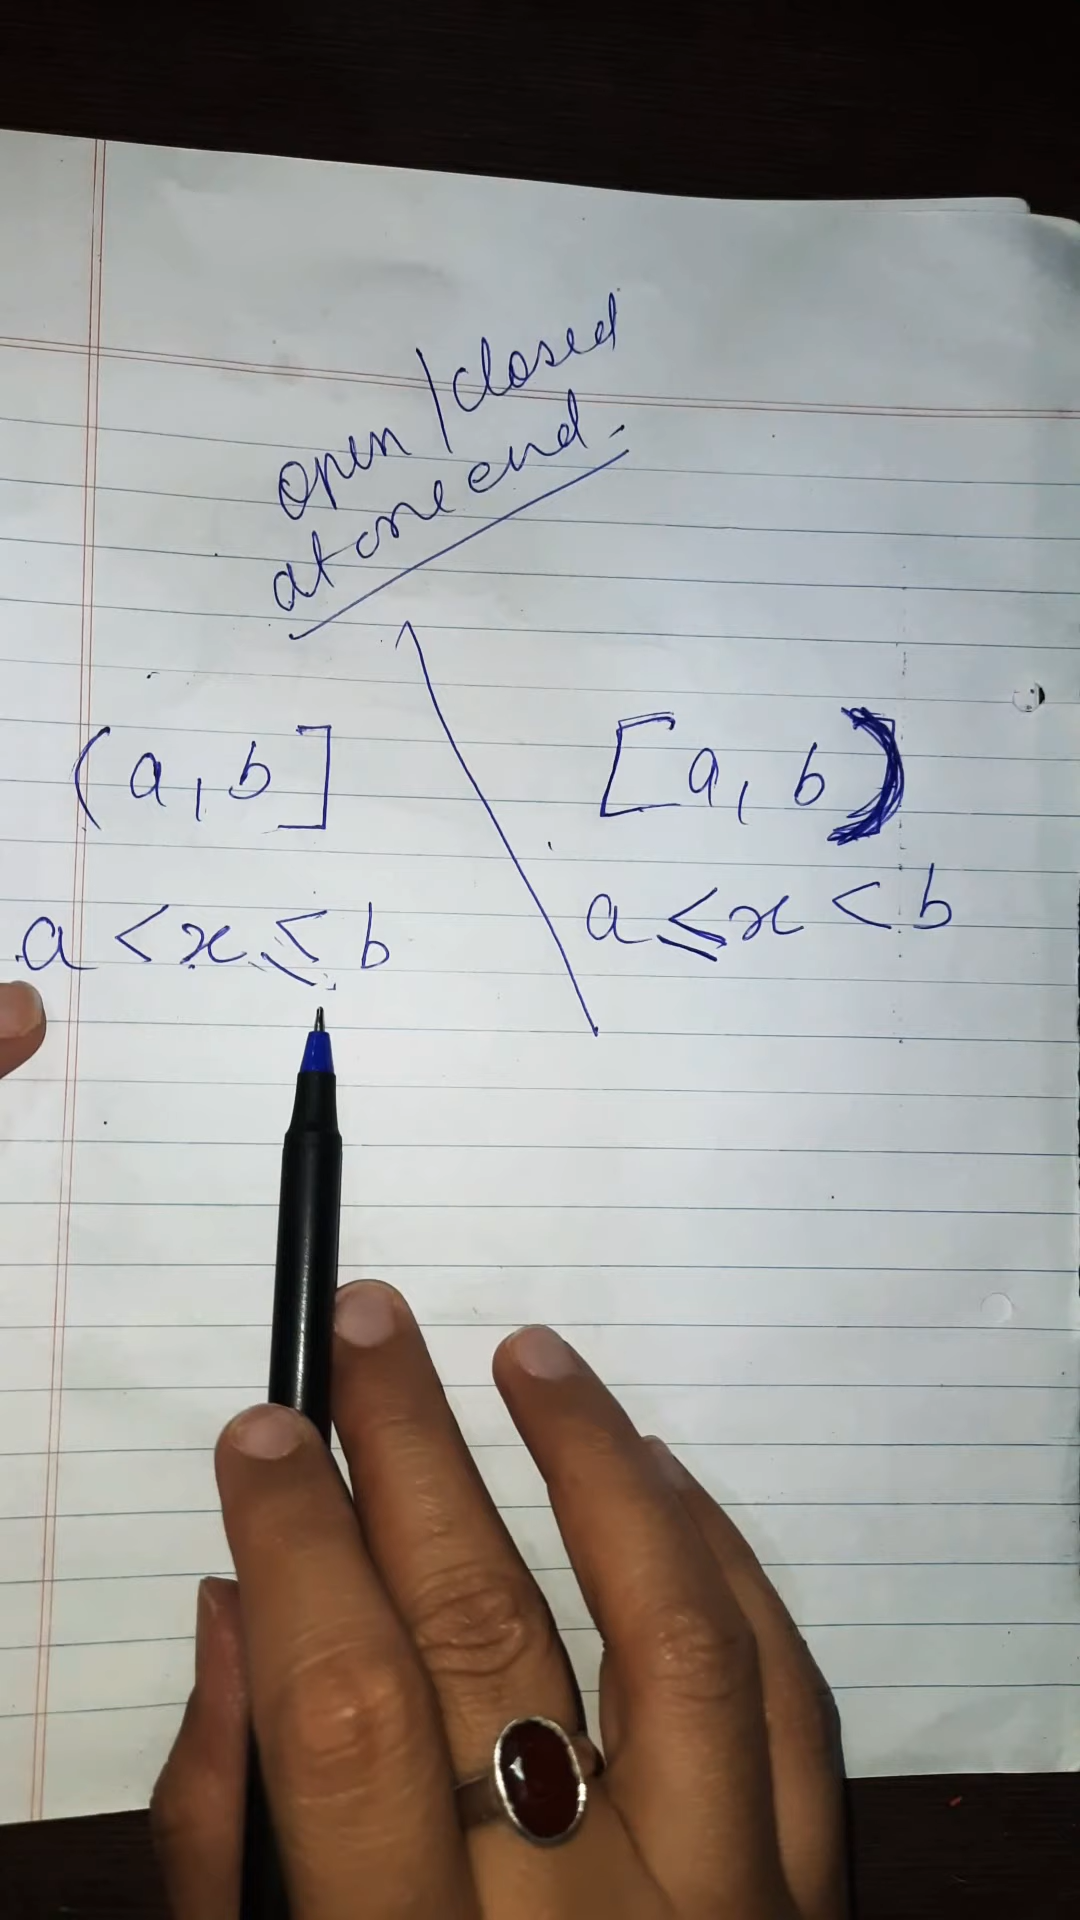 open/closed
at one end.
(a, b]
a < x ≤ b
[a, b)
a ≤ x < b